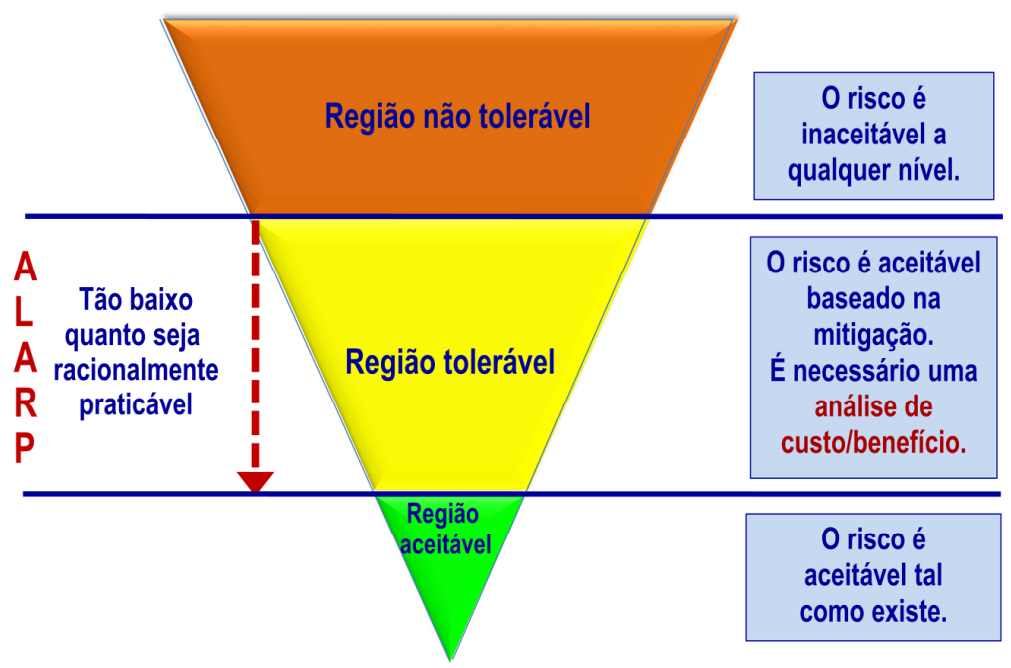 Região não tolerável
O risco é
inaceitável a
qualquer nível.
A
L
A
R
P
Tão baixo
quanto seja
racionalmente
praticável
Região tolerável
O risco é aceitável
baseado na
mitigação.
É necessário uma
análise de
custo/benefício.
Região
aceitável
O risco é
aceitável tal
como existe.